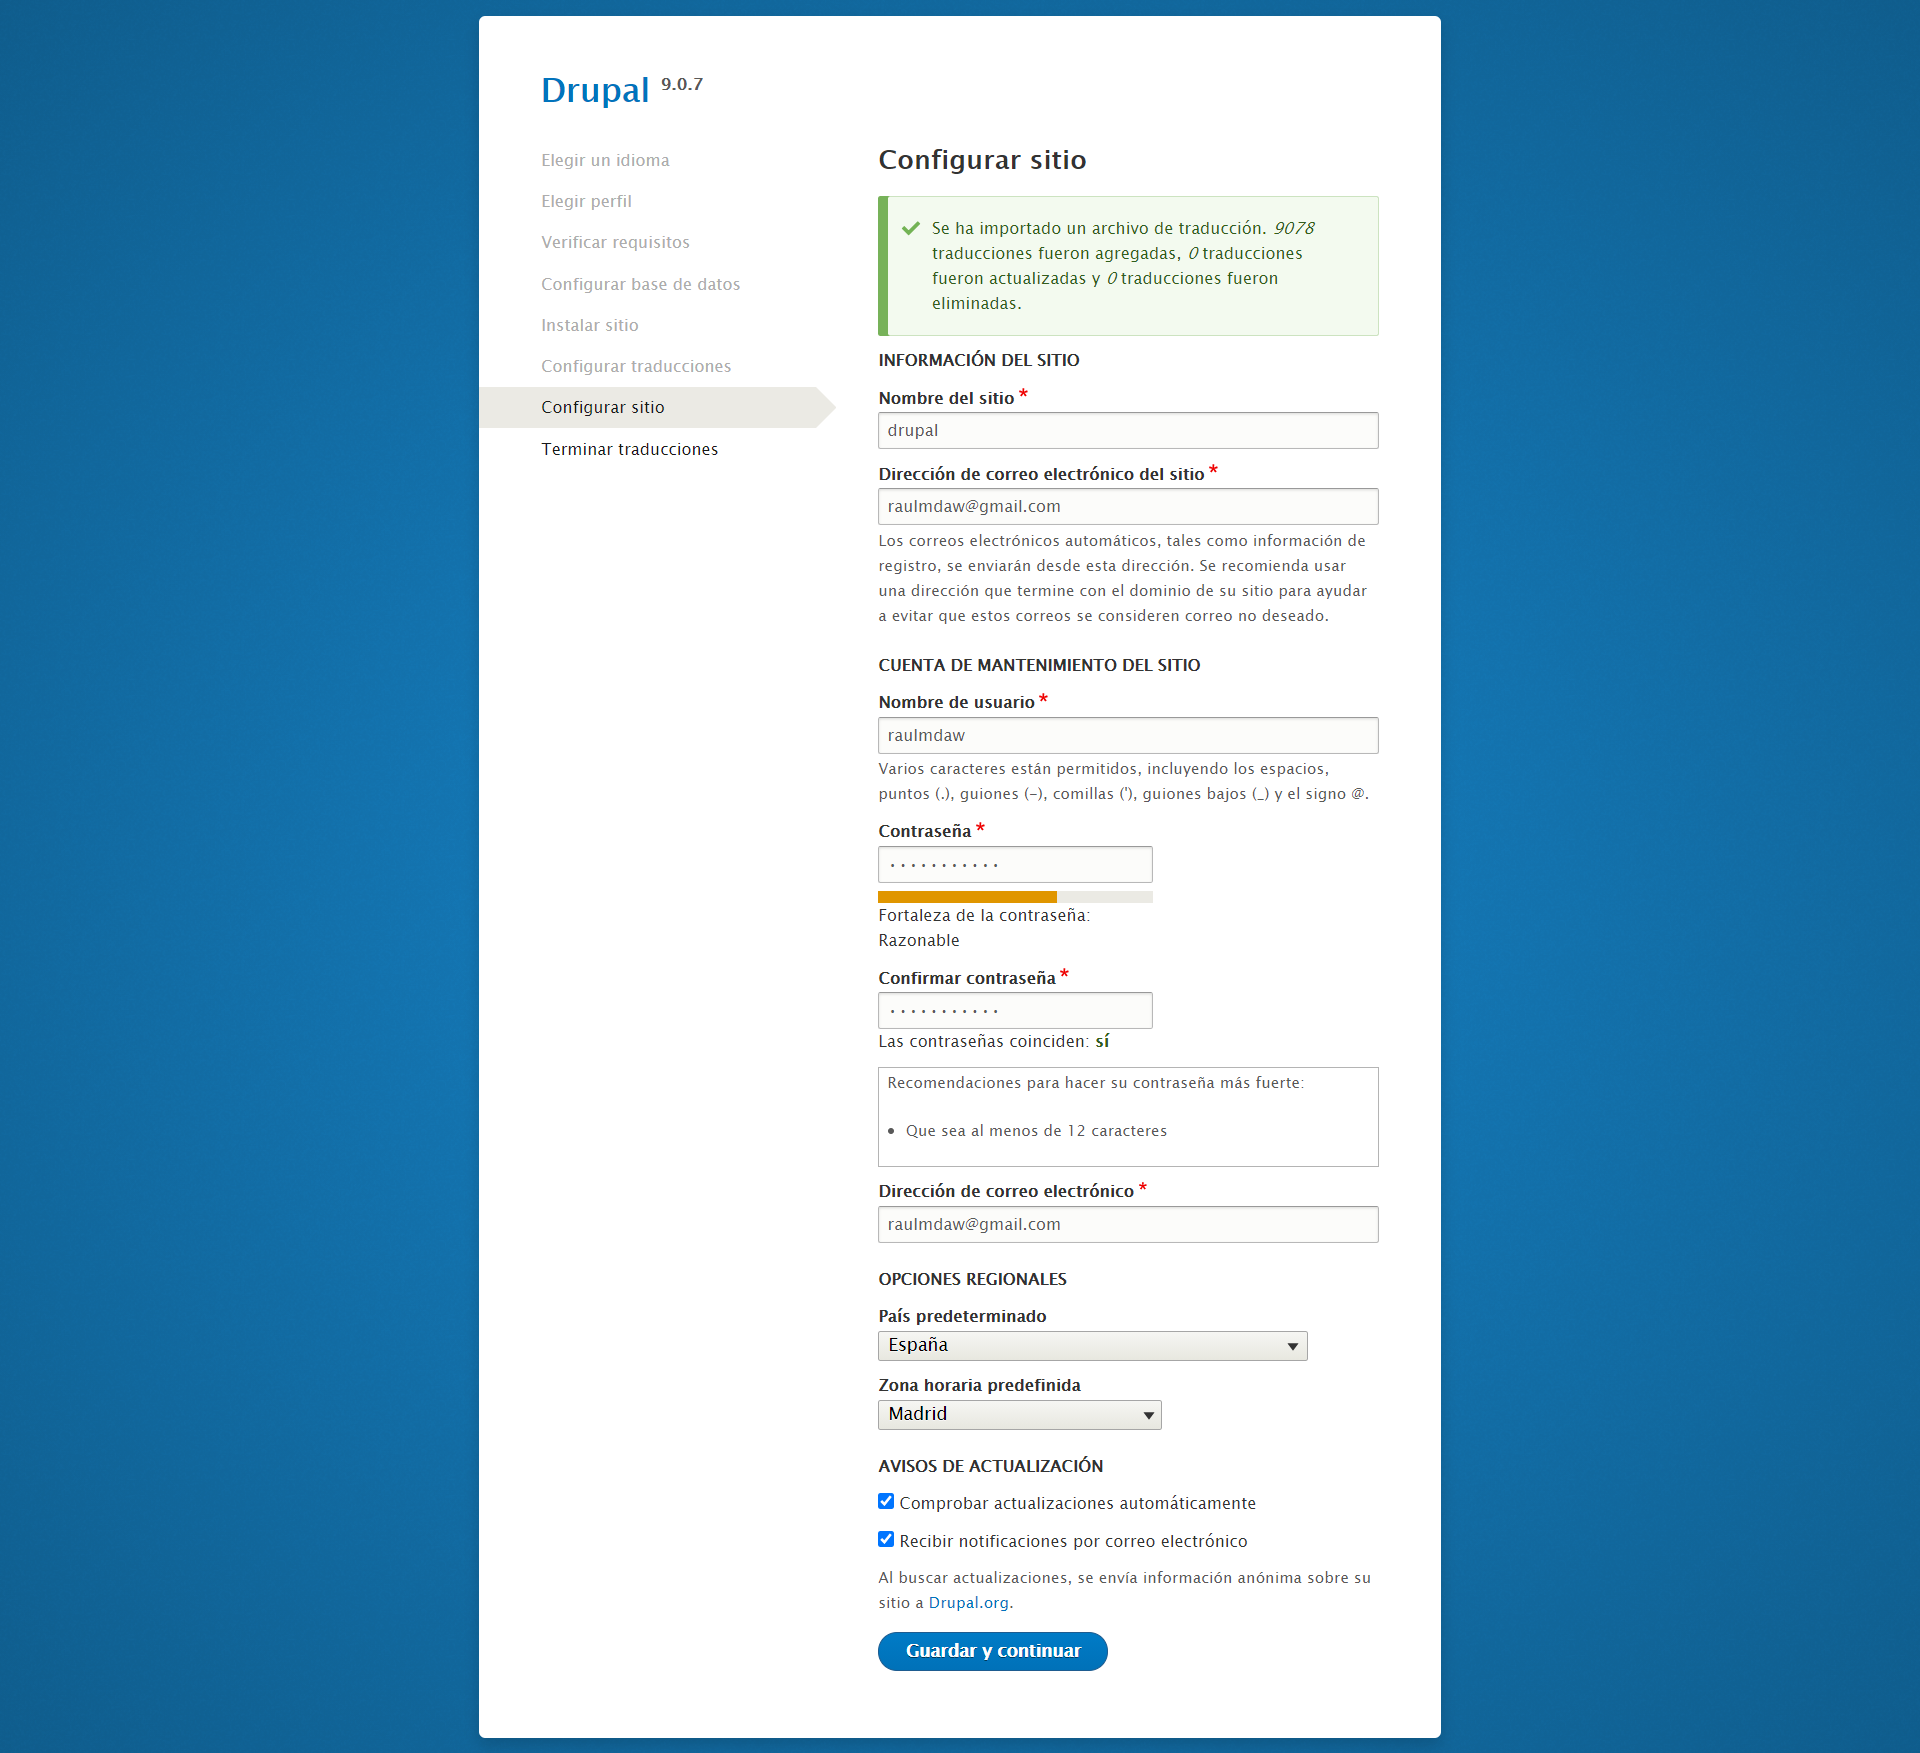 Drupal 9.0.7
Elegir un idioma
Elegir perfil
Verificar requisitos
Configurar base de datos
Instalar sitio
Configurar traducciones
Configurar sitio
Terminar traducciones
Configurar sitio
Se ha importado un archivo de traducción. 9078
traducciones fueron agregadas, 0 traducciones
fueron actualizadas y 0 traducciones fueron
eliminadas.
INFORMACIÓN DEL SITIO
Nombre del sitio *
drupal
Dirección de correo electrónico del sitio *
raulmdaw@gmail.com
Los correos electrónicos automáticos, tales como información de
registro, se enviarán desde esta dirección. Se recomienda usar
una dirección que termine con el dominio de su sitio para ayudar
a evitar que estos correos se consideren correo no deseado.
CUENTA DE MANTENIMIENTO DEL SITIO
Nombre de usuario *
raulmdaw
Varios caracteres están permitidos, incluyendo los espacios,
puntos (.), guiones (-), comillas ('), guiones bajos (_) y el signo @.
Contraseña *
···········
Fortaleza de la contraseña:
Razonable
Confirmar contraseña *
···········
Las contraseñas coinciden: sí
Recomendaciones para hacer su contraseña más fuerte:
• Que sea al menos de 12 caracteres
Dirección de correo electrónico *
raulmdaw@gmail.com
OPCIONES REGIONALES
País predeterminado
España
Zona horaria predefinida
Madrid
AVISOS DE ACTUALIZACIÓN
Comprobar actualizaciones automáticamente
Recibir notificaciones por correo electrónico
Al buscar actualizaciones, se envía información anónima sobre su
sitio a Drupal.org.
Guardar y continuar